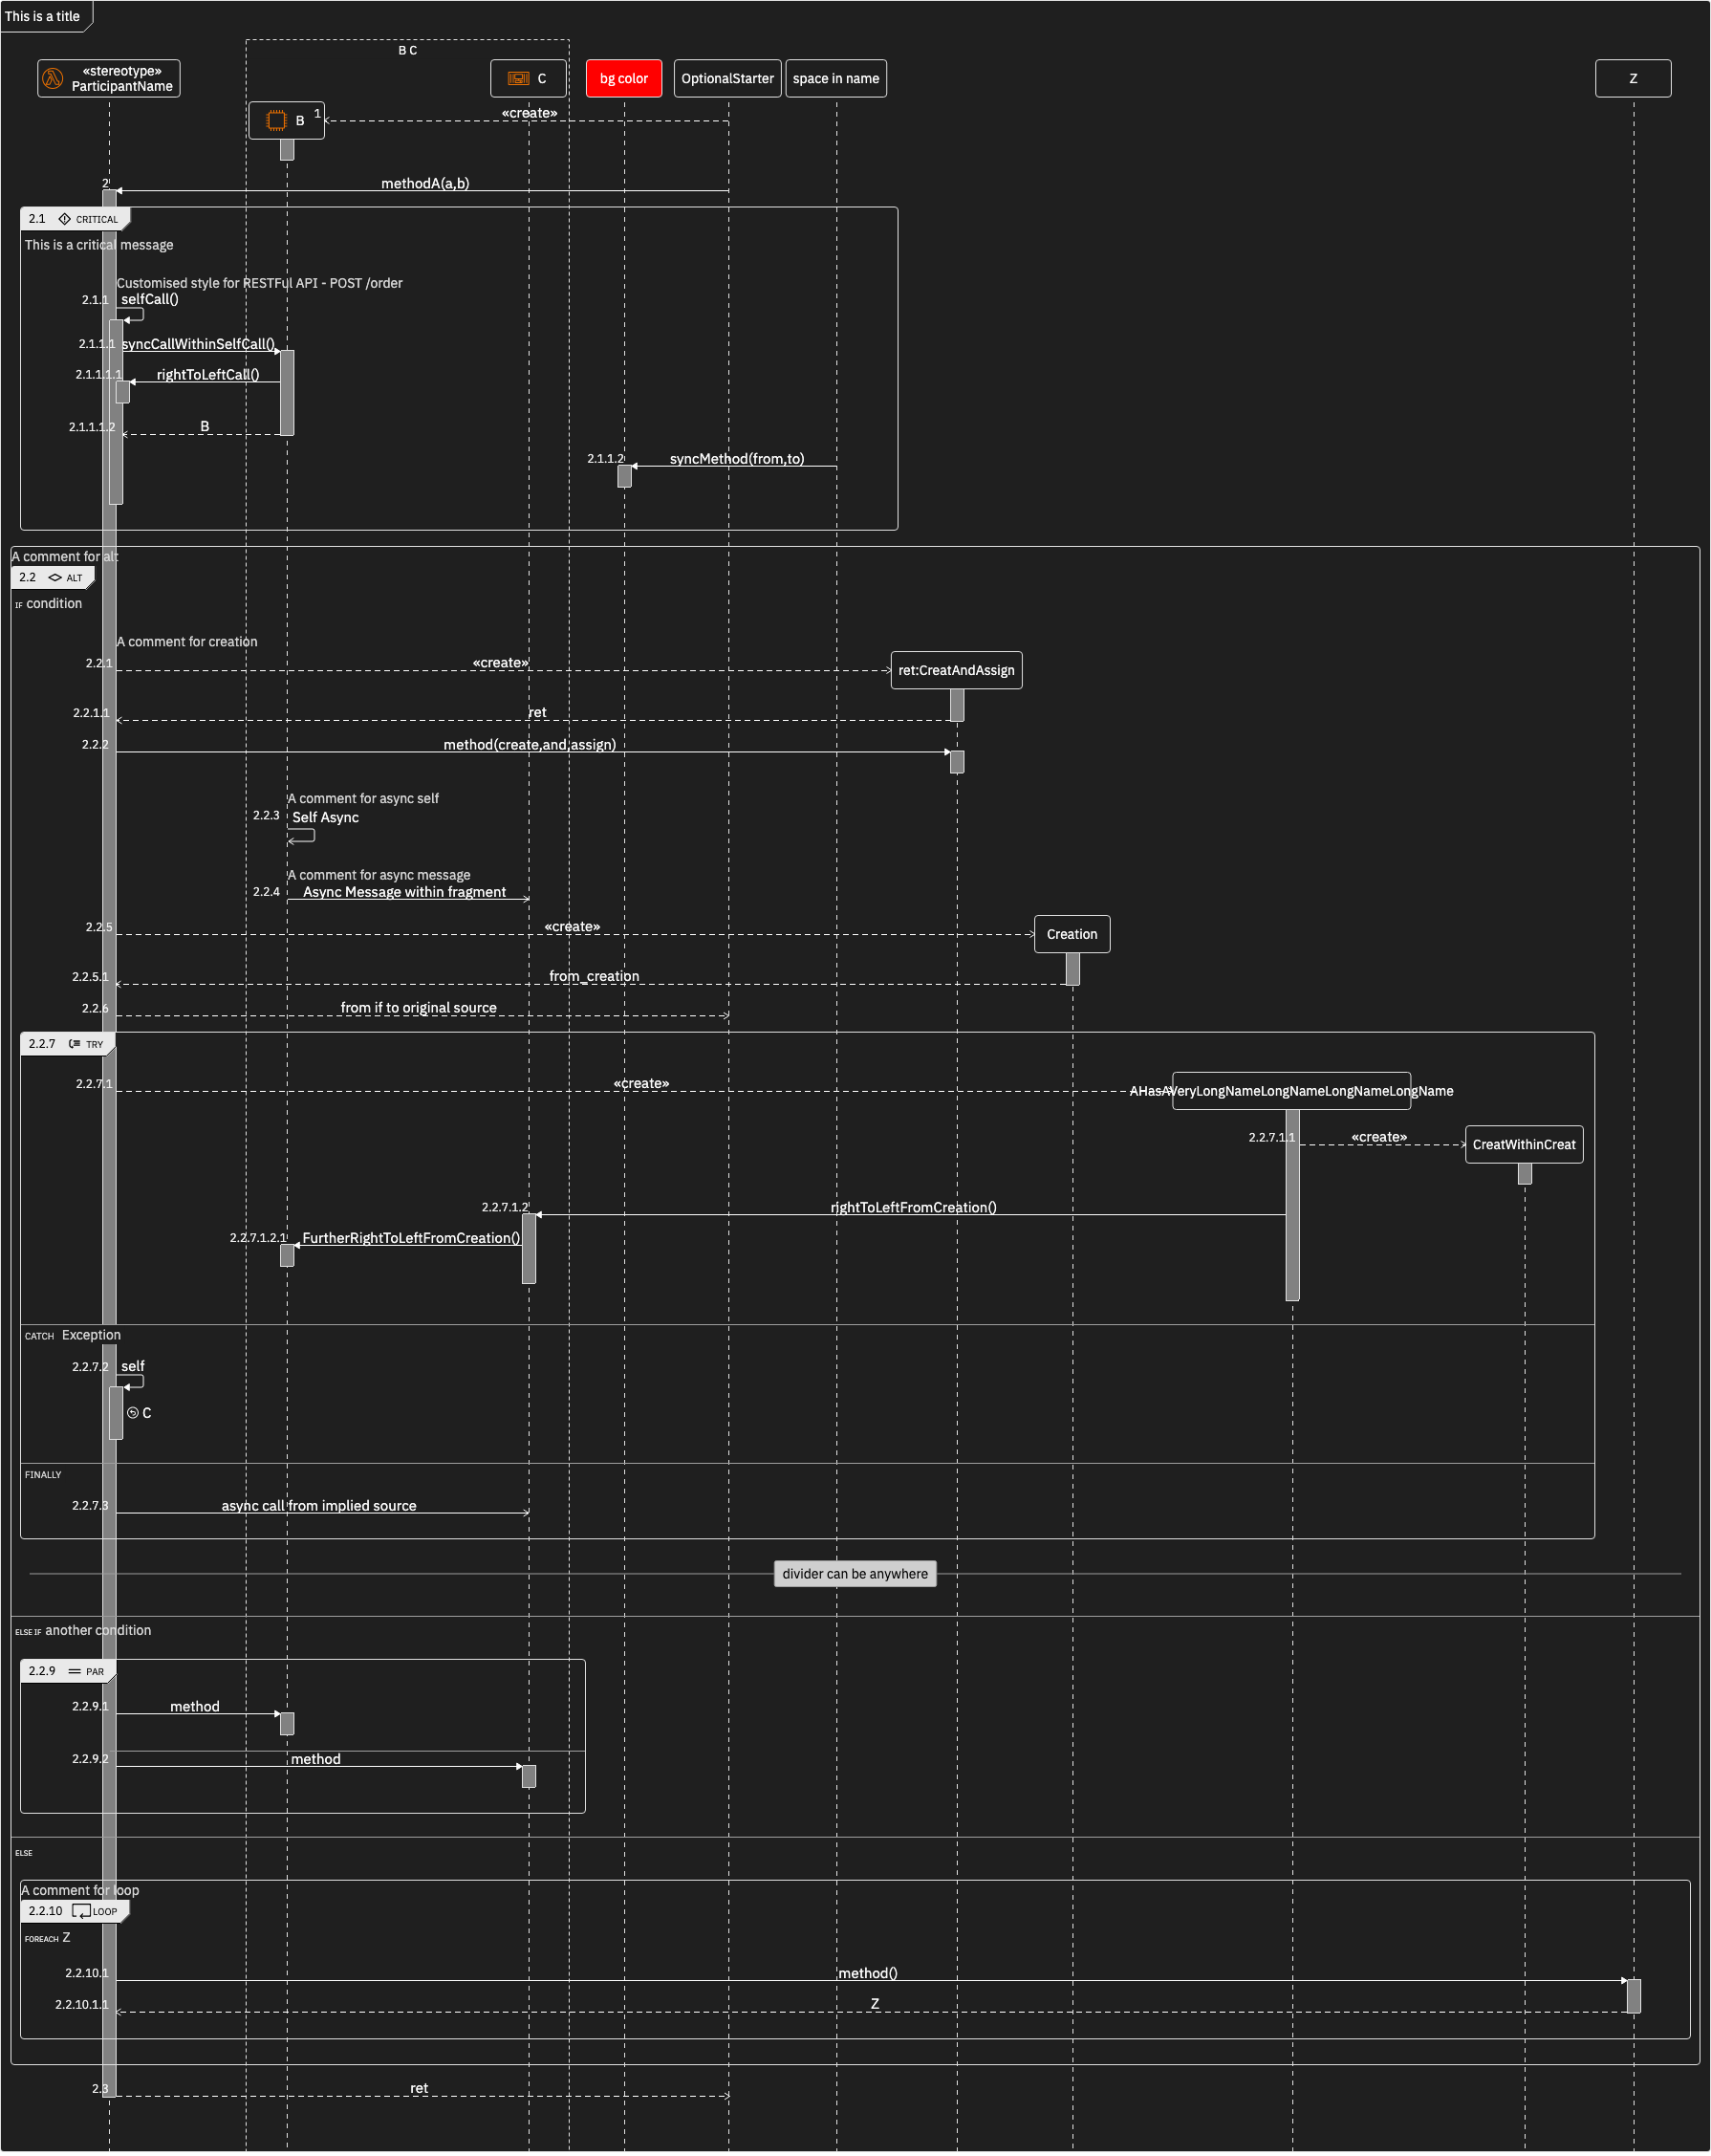 This is a title
B C
«stereotype»
ParticipantName
C
bg color
OptionalStarter
space in name
Z
B
1
«create»
2
methodA(a,b)
2.1 CRITICAL
This is a critical message
Customised style for RESTFul API - POST /order
2.1.1 selfCall()
2.1.1.1 syncCallWithinSelfCall()
2.1.1.1.1 rightToLeftCall()
2.1.1.1.2 B
2.1.1.2 syncMethod(from,to)
A comment for alt
2.2 ALT
IF condition
A comment for creation
2.2.1 «create»
ret:CreatAndAssign
2.2.1.1 ret
2.2.2 method(create,and,assign)
A comment for async self
2.2.3 Self Async
A comment for async message
2.2.4 Async Message within fragment
2.2.5 «create»
Creation
2.2.5.1 from_creation
2.2.6 from if to original source
2.2.7 TRY
2.2.7.1 «create»
AHasAVeryLongNameLongNameLongNameLongName
2.2.7.1.1 «create»
CreatWithinCreat
2.2.7.1.2 rightToLeftFromCreation()
2.2.7.1.2.1 FurtherRightToLeftFromCreation()
CATCH Exception
2.2.7.2 self
C
FINALLY
2.2.7.3 async call from implied source
divider can be anywhere
ELSE IF another condition
2.2.9 PAR
2.2.9.1 method
2.2.9.2 method
ELSE
A comment for loop
2.2.10 LOOP
FOREACH Z
2.2.10.1 method()
2.2.10.1.1 Z
2.3 ret